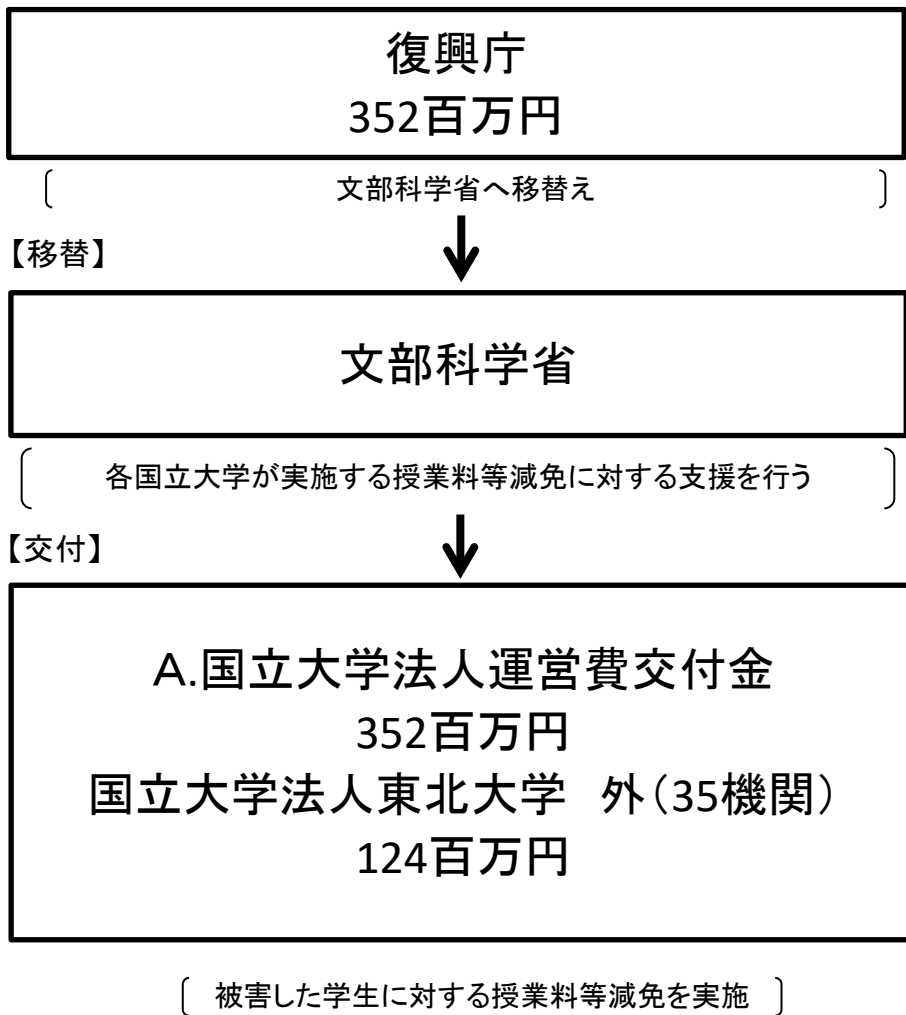 復興庁
352百万円
文部科学省へ移替え
【移替】
文部科学省
各国立大学が実施する授業料等減免に対する支援を行う
【交付】
A.国立大学法人運営費交付金
352百万円
国立大学法人東北大学　外(35機関)
124百万円
被害した学生に対する授業料等減免を実施